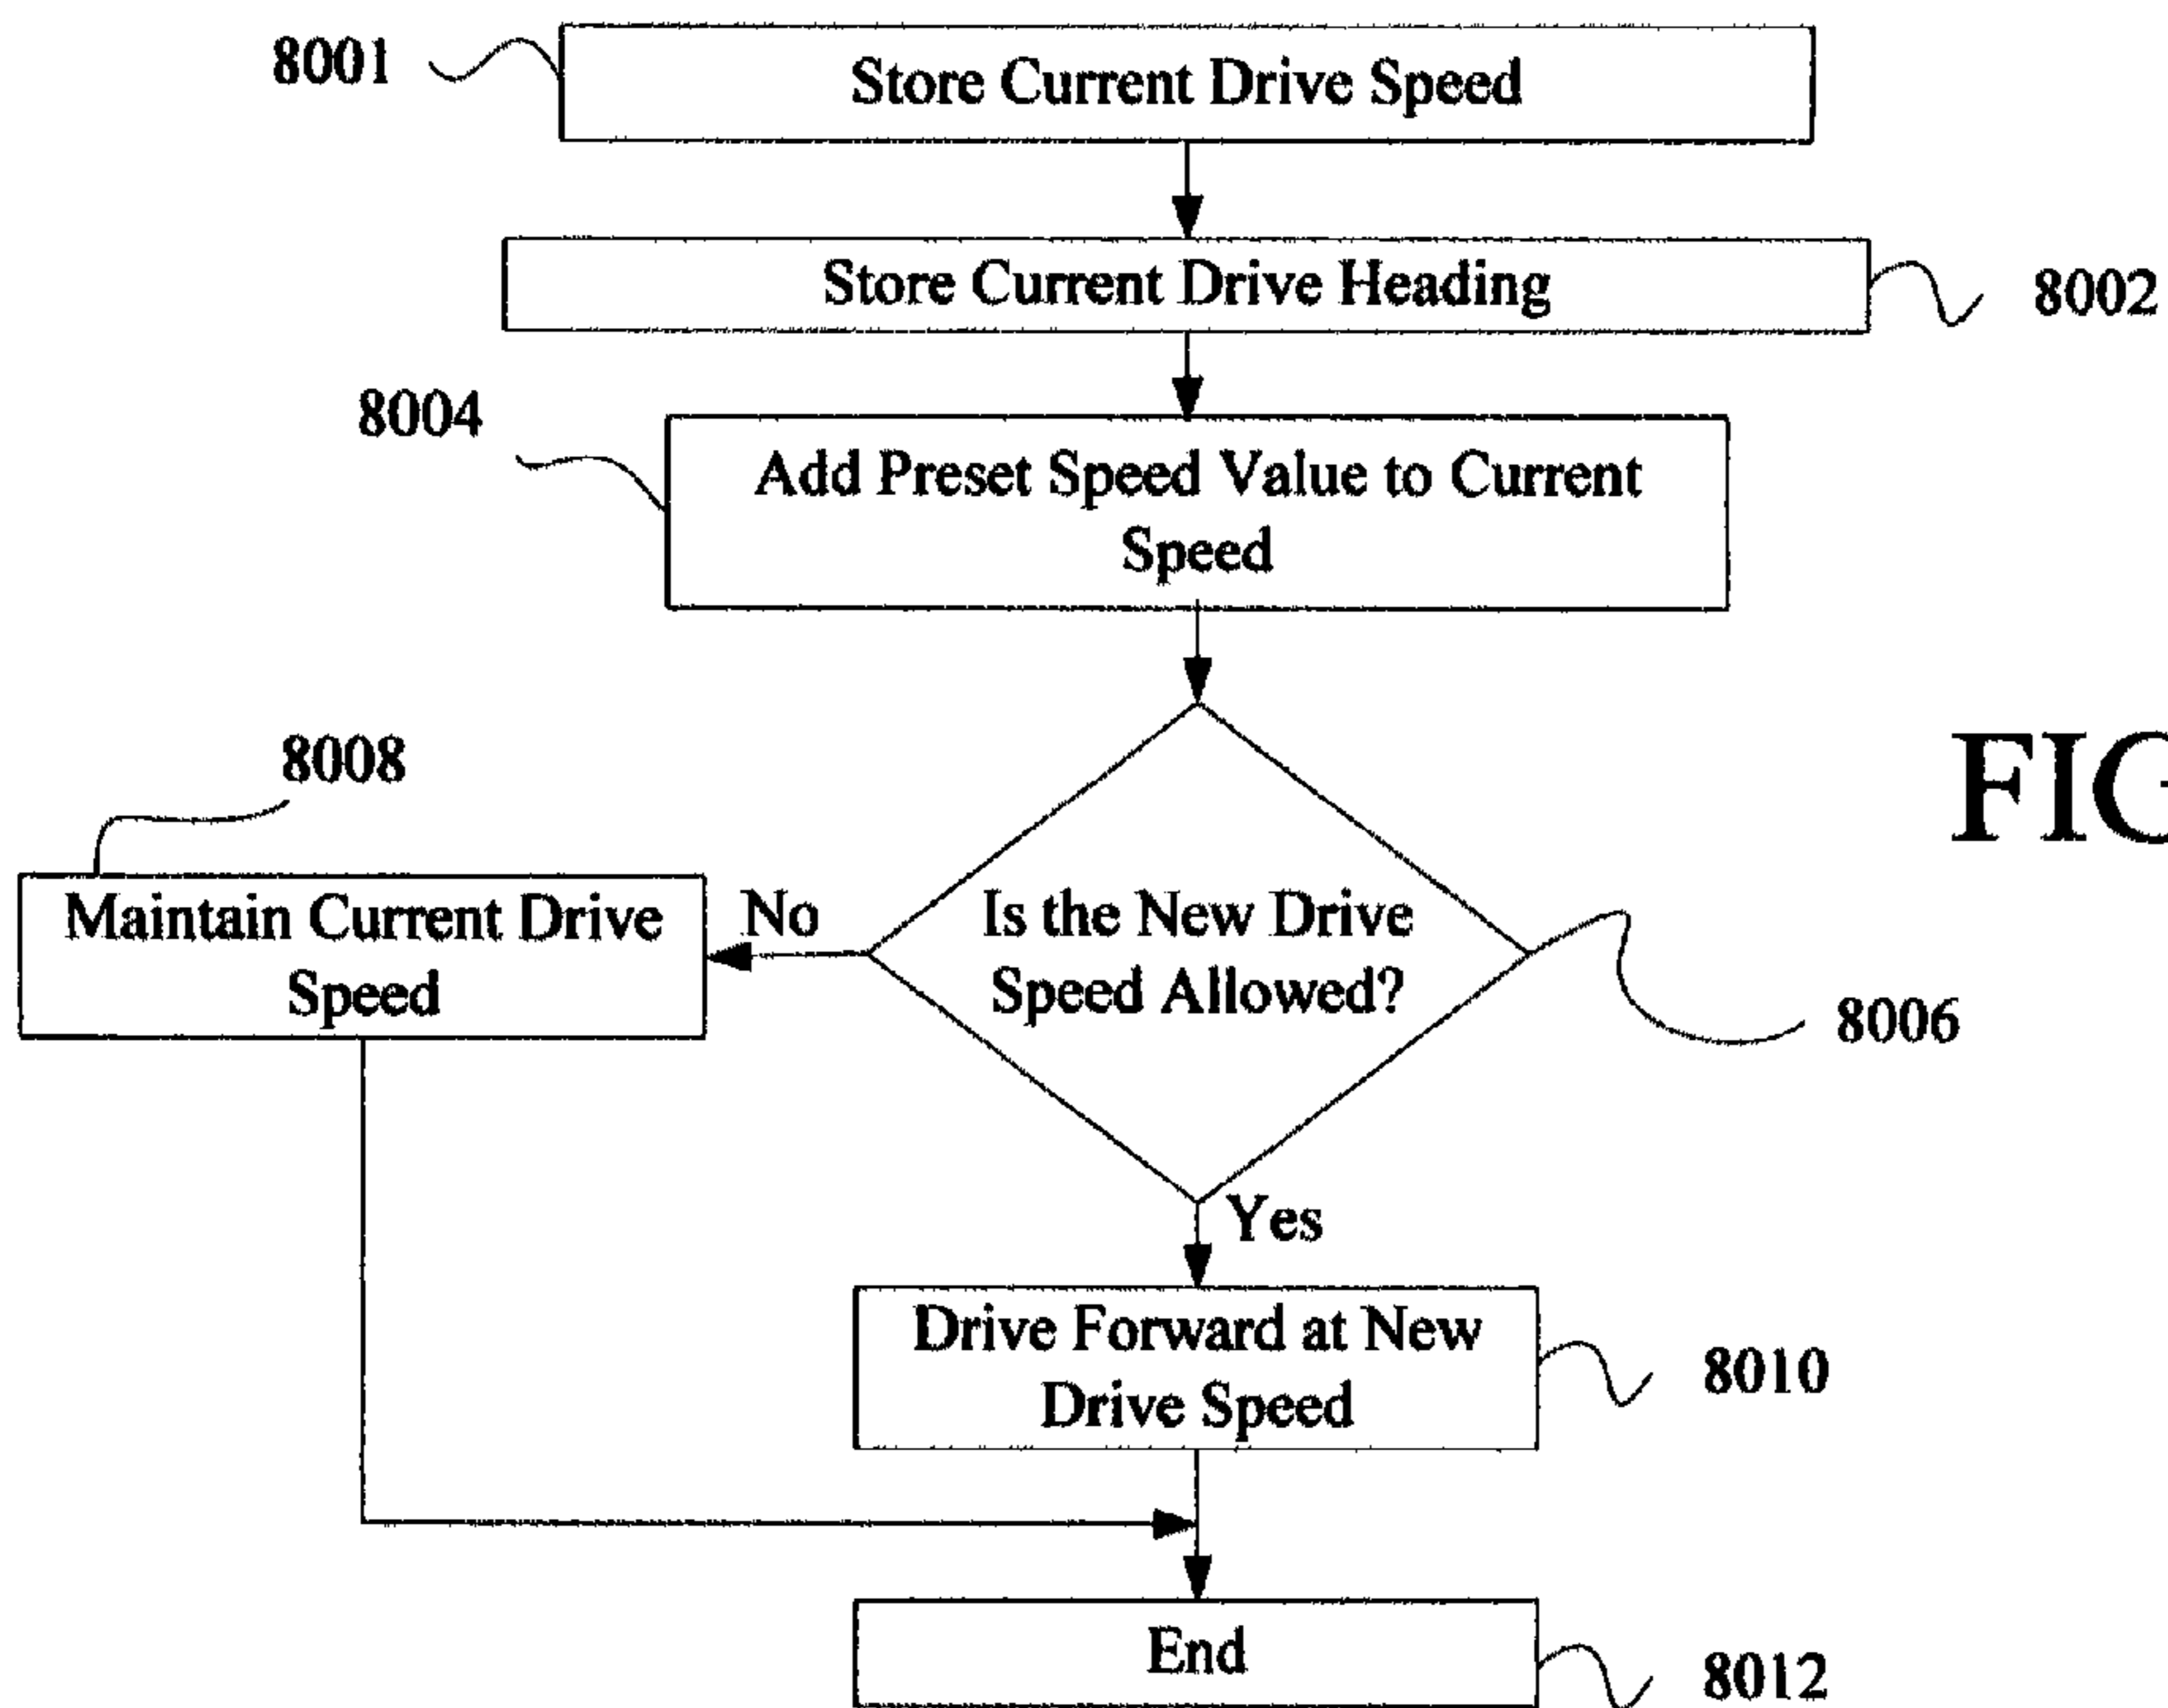 8001
Store Current Drive Speed
Store Current Drive Heading
8002
8004
Add Preset Speed Value to Current
Speed
8008
FIG
Maintain Current Drive
Speed
No
Is the New Drive
Speed Allowed?
8006
Yes
Drive Forward at New
Drive Speed
8010
End
8012